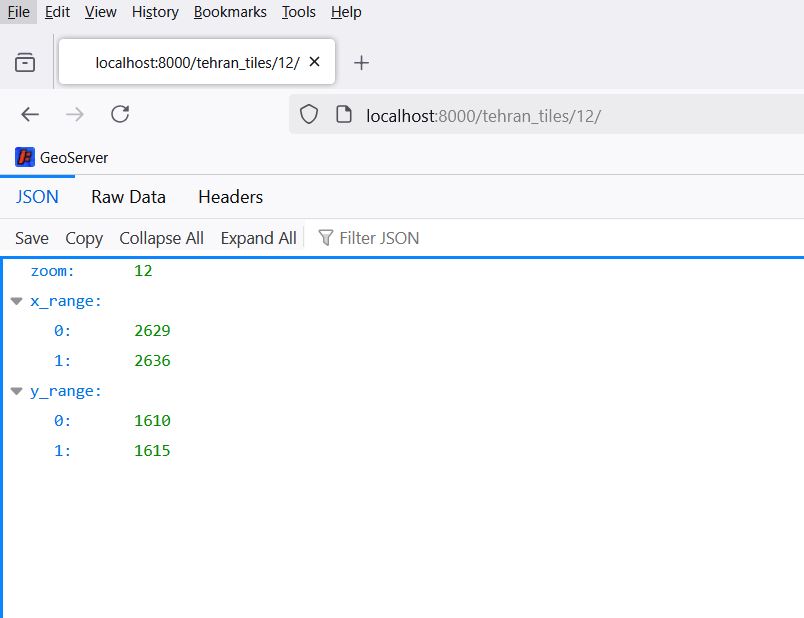 File Edit View History Bookmarks Tools Help
localhost:8000/tehran_tiles/12/
localhost:8000/tehran_tiles/12/
GeoServer
JSON Raw Data Headers
Save Copy Collapse All Expand All Filter JSON
zoom: 12
x_range:
0: 2629
1: 2636
y_range:
0: 1610
1: 1615